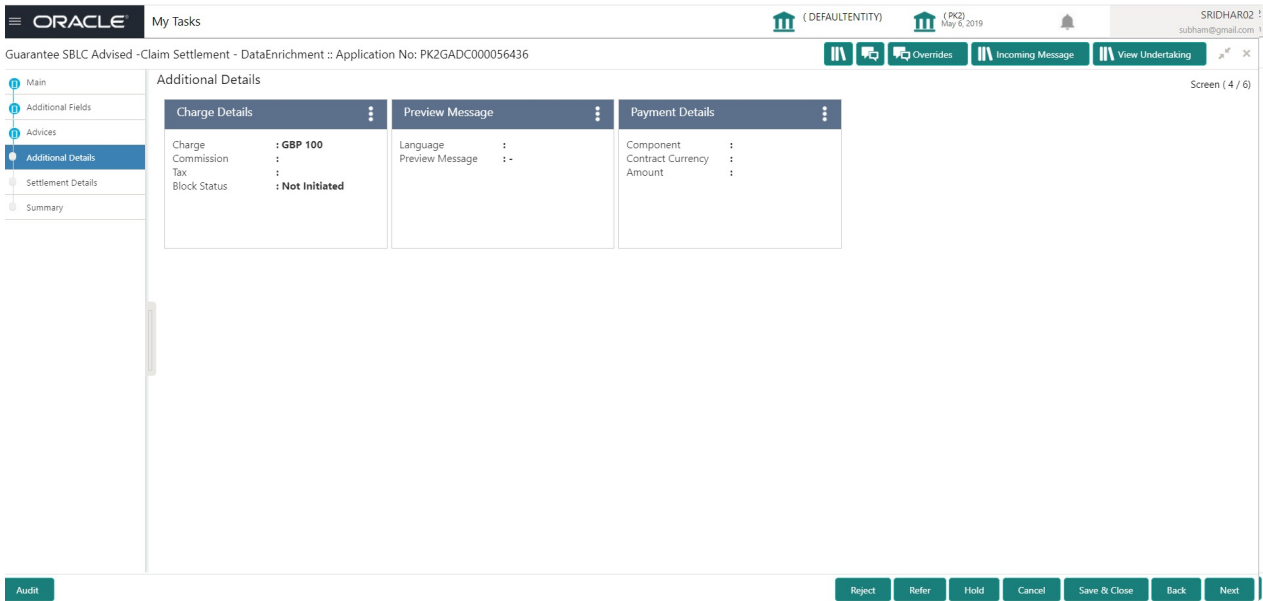 ORACLE
My Tasks
( DEFAULTENTITY)
(PK2)
May 6, 2019
SRIDHAR02
subham@gmail.com
Guarantee SBLC Advised -Claim Settlement - DataEnrichment :: Application No: PK2GADC000056436
Overrides
Incoming Message
View Undertaking
Main
Additional Fields
Advices
Additional Details
Settlement Details
Summary
Additional Details
Screen ( 4 / 6)
Charge Details
Charge : GBP 100
Commission :
Tax :
Block Status : Not Initiated
Preview Message
Language :
Preview Message : -
Payment Details
Component :
Contract Currency :
Amount :
Audit
Reject
Refer
Hold
Cancel
Save & Close
Back
Next